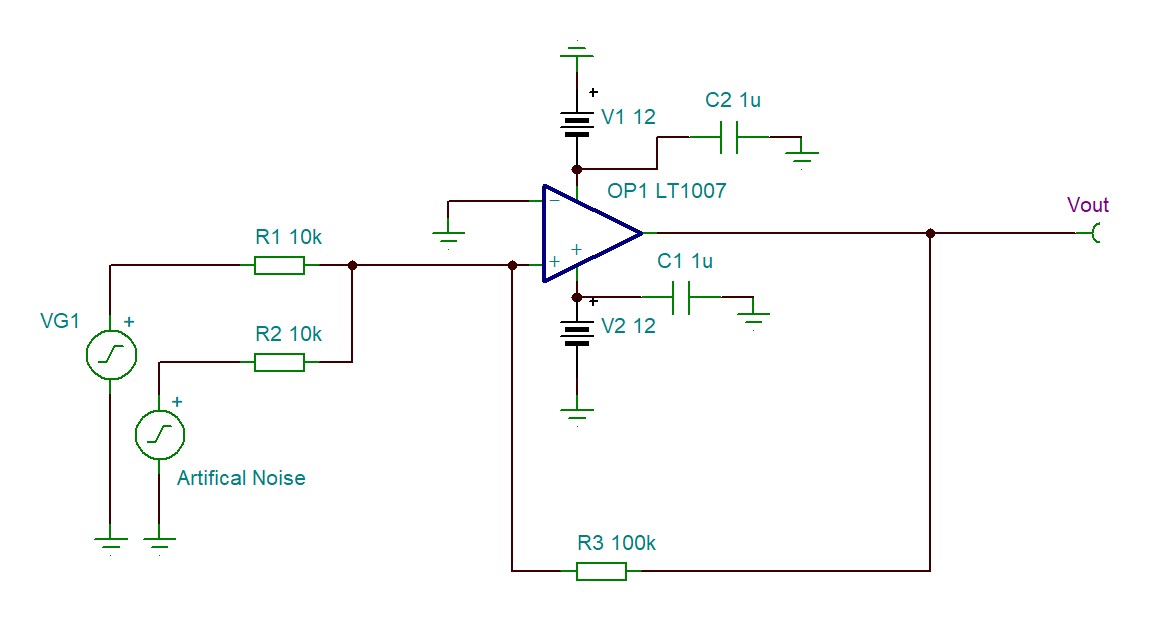 +
C2 1u
V1 12
OP1 LT1007
Vout
−
R1 10k
+
+
C1 1u
VG1
+
+
R2 10k
V2 12
+
Artifical Noise
R3 100k